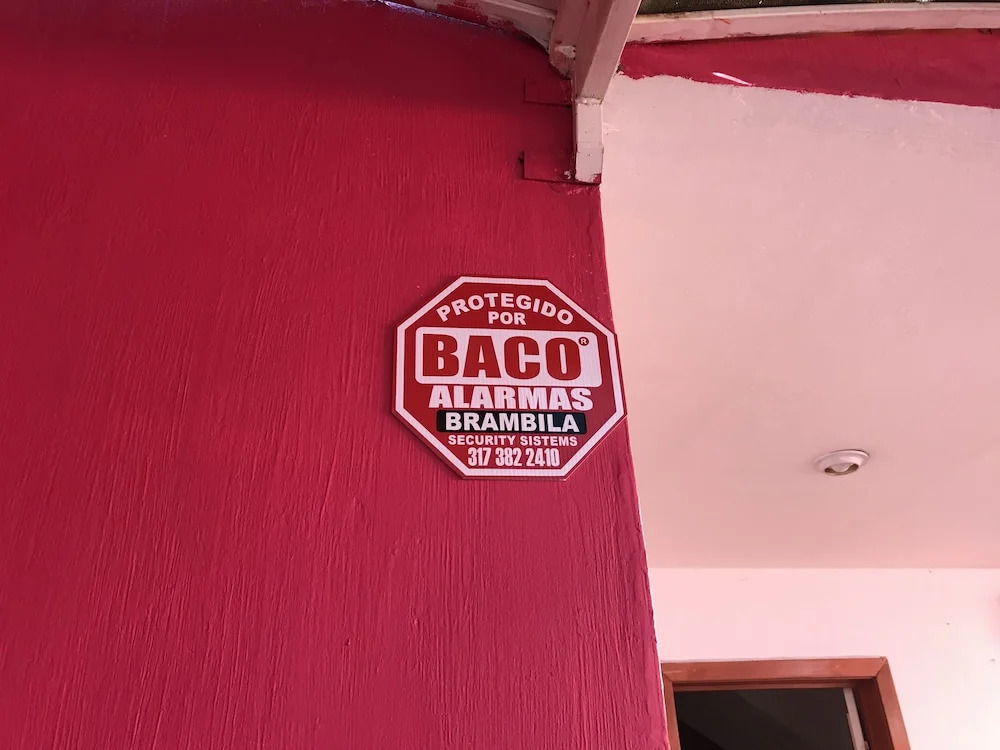 PROTEGIDO
POR
BACO®
ALARMAS
BRAMBILA
SECURITY SISTEMS
317 382 2410